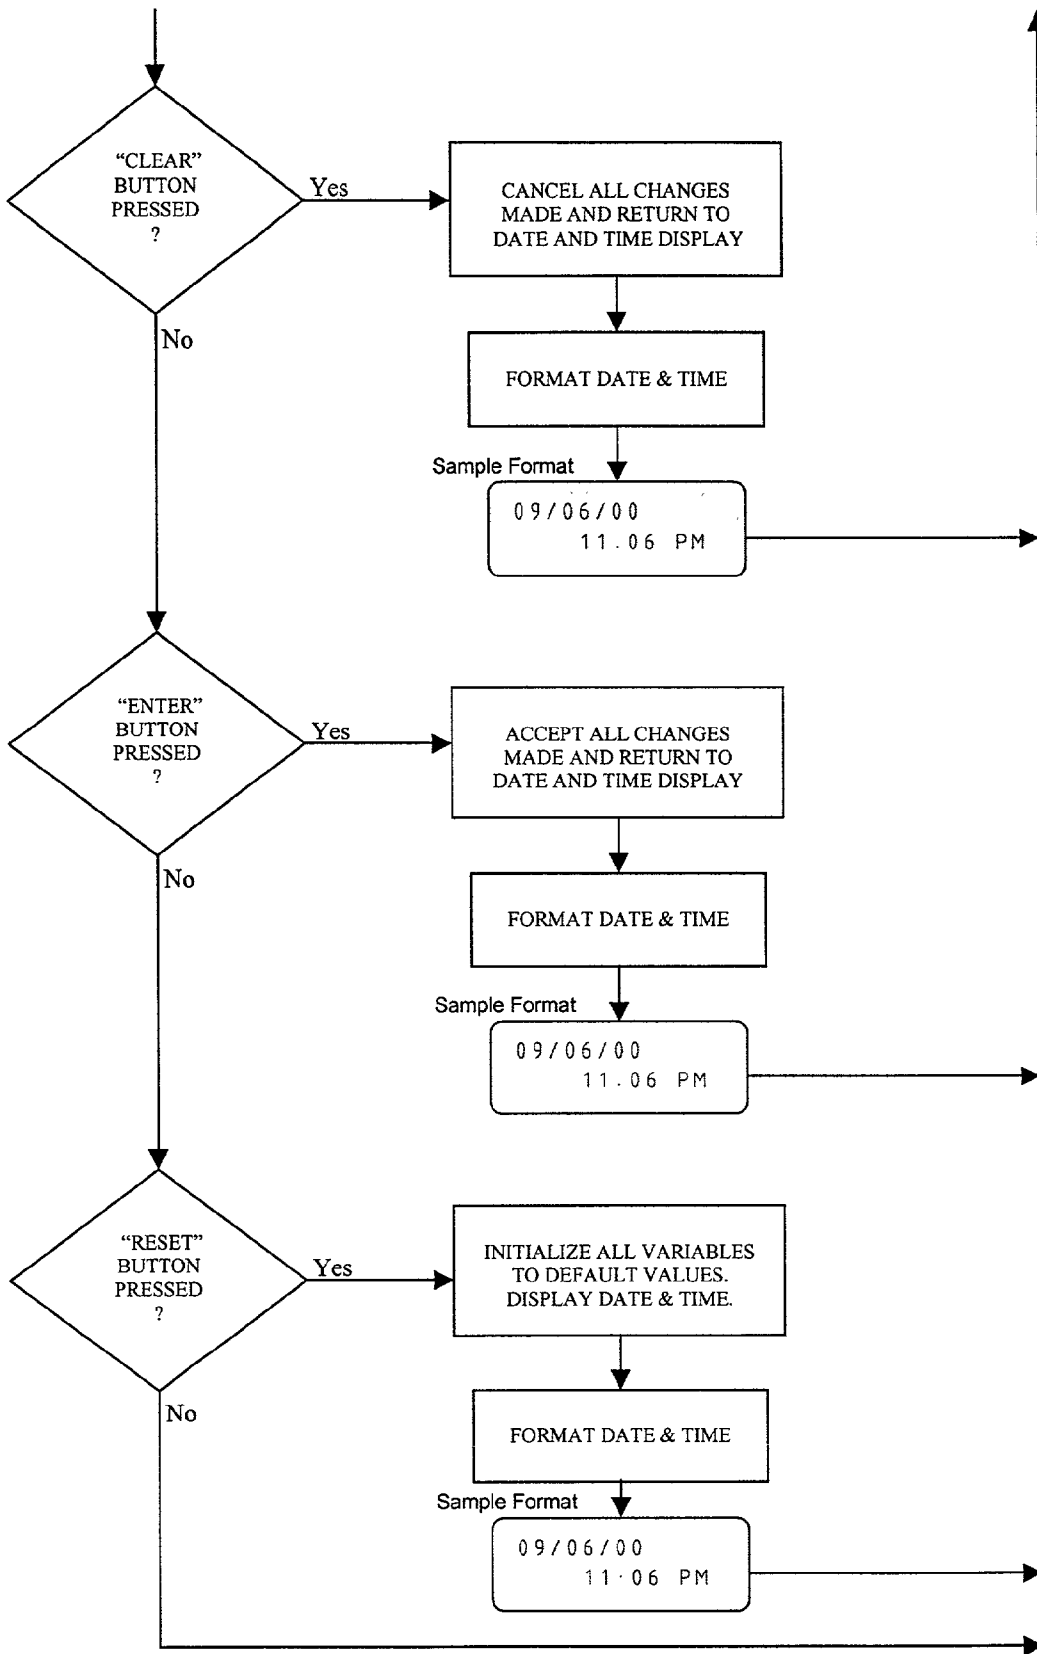 “CLEAR”
BUTTON
PRESSED
?
Yes
CANCEL ALL CHANGES
MADE AND RETURN TO
DATE AND TIME DISPLAY
No
FORMAT DATE & TIME
Sample Format
09/06/00
11.06 PM
“ENTER”
BUTTON
PRESSED
?
Yes
ACCEPT ALL CHANGES
MADE AND RETURN TO
DATE AND TIME DISPLAY
No
FORMAT DATE & TIME
Sample Format
09/06/00
11.06 PM
“RESET”
BUTTON
PRESSED
?
Yes
INITIALIZE ALL VARIABLES
TO DEFAULT VALUES.
DISPLAY DATE & TIME.
No
FORMAT DATE & TIME
Sample Format
09/06/00
11·06 PM